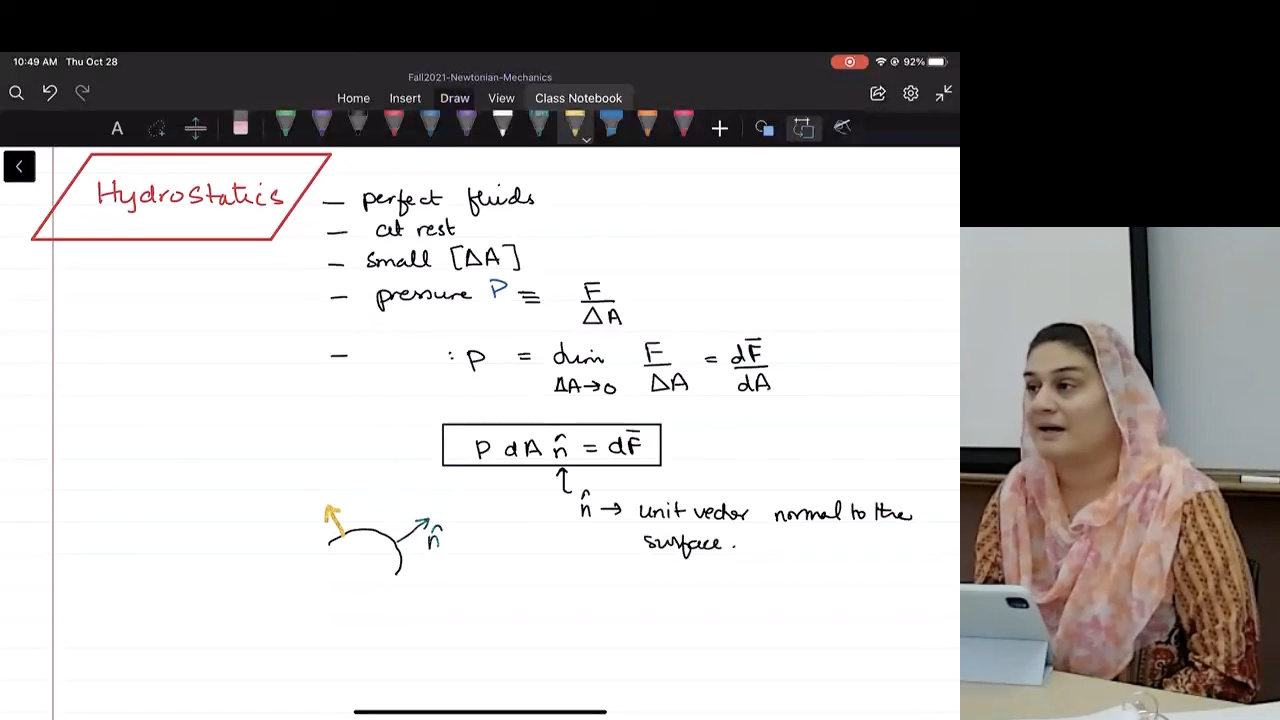 10:49 AM Thu Oct 28
92%
Fall2021-Newtonian-Mechanics
Home Insert Draw View Class Notebook
A
Hydrostatics
— perfect fluids
— at rest
— small [ΔA]
— pressure P ≡ F/ΔA
— : P = lim ΔA→0 F/ΔA = dF̄/dA
P dA n̂ = dF̄
n̂ → unit vector normal to the
surface.
n̂